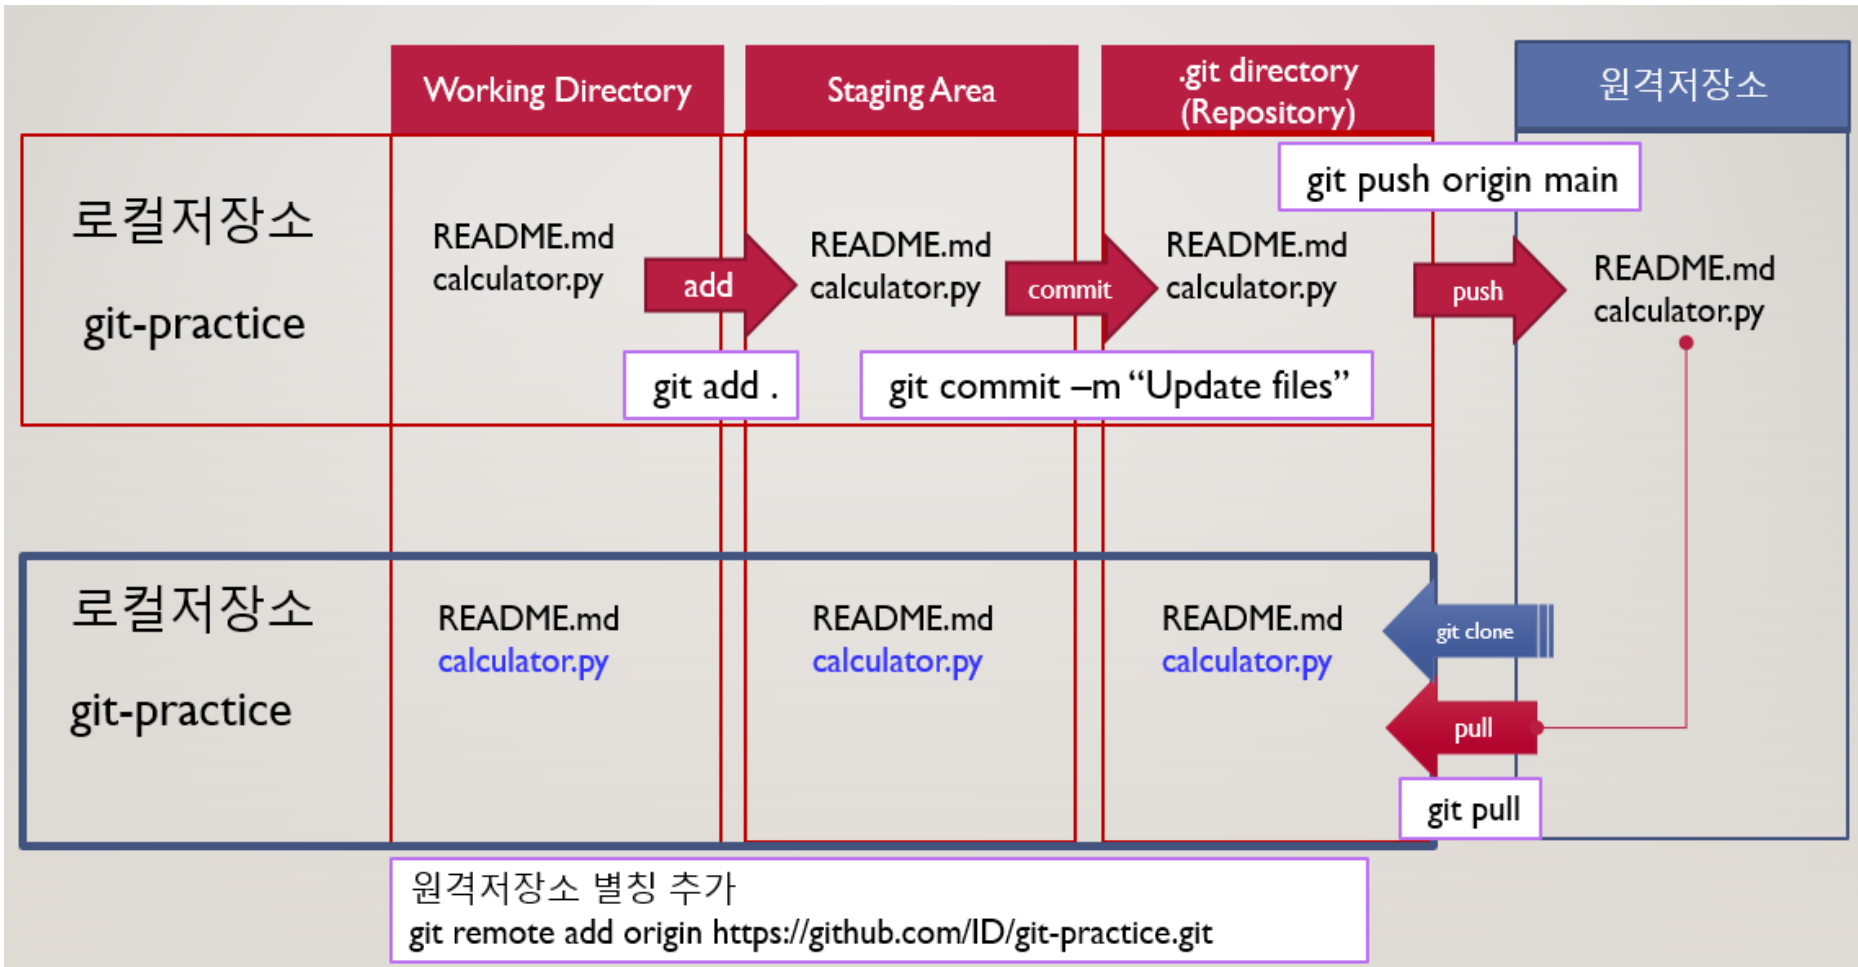 Working Directory
Staging Area
.git directory
(Repository)
원격저장소
git push origin main
로컬저장소
git-practice
README.md
calculator.py
add
README.md
calculator.py
commit
README.md
calculator.py
push
README.md
calculator.py
git add .
git commit –m “Update files”
로컬저장소
git-practice
README.md
calculator.py
README.md
calculator.py
README.md
calculator.py
git clone
pull
git pull
원격저장소 별칭 추가
git remote add origin https://github.com/ID/git-practice.git